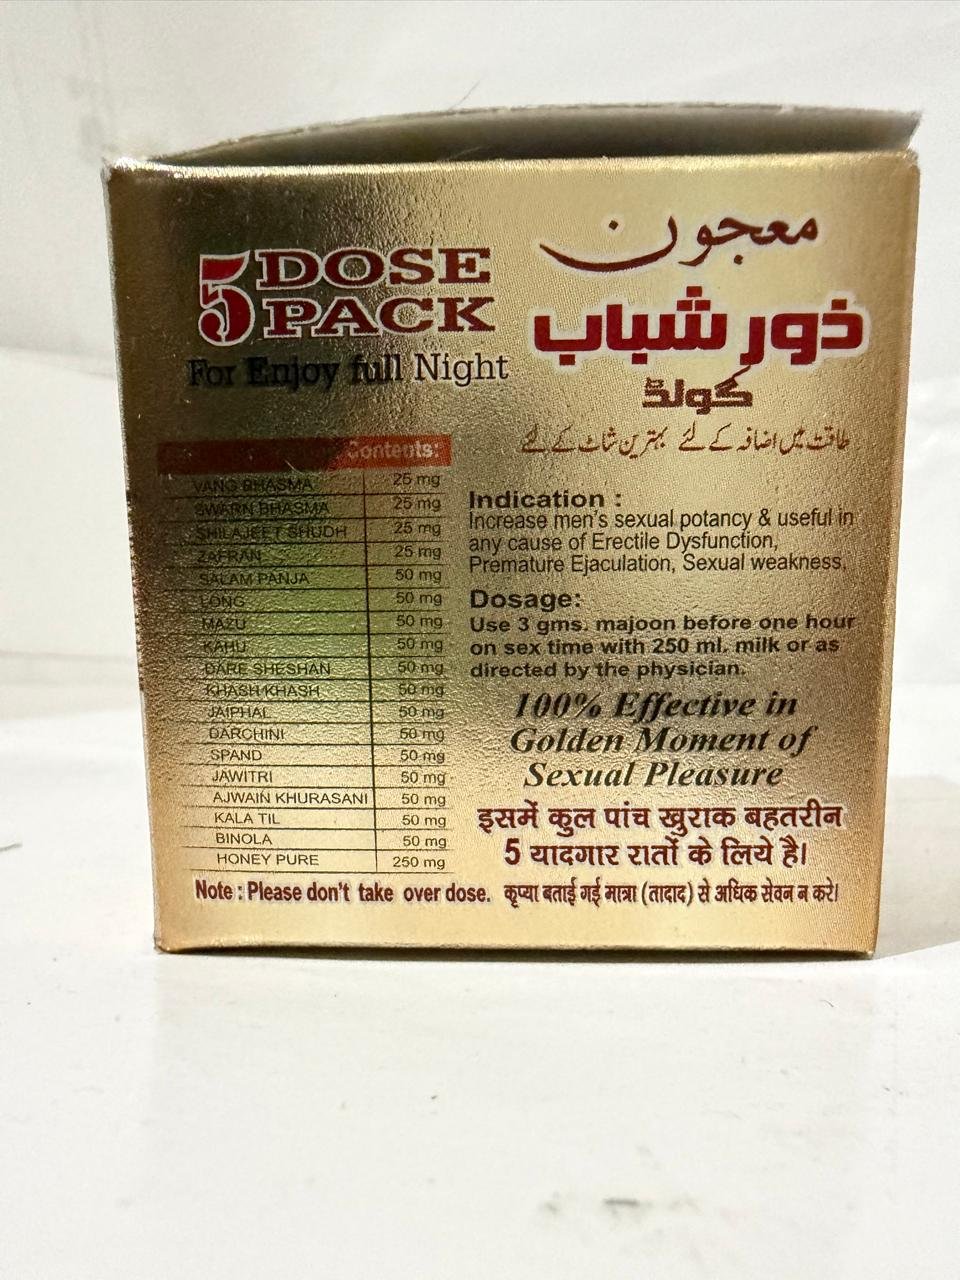 5 DOSE
PACK
For Enjoy full Night
معجون
ذور شباب
گولڈ
طاقت میں اضافہ کے لئے بہترین شاٹ کے لئے
Contents:
VANG BHASMA 25 mg
SWARN BHASMA 25 mg
SHILAJEET SHUDH 25 mg
ZAFRAN 25 mg
SALAM PANJA 50 mg
LONG 50 mg
MAZU 50 mg
KAHU 50 mg
DARE SHESHAN 50 mg
KHASH KHASH 50 mg
JAIPHAL 50 mg
DARCHINI 50 mg
SPAND 50 mg
JAWITRI 50 mg
AJWAIN KHURASANI 50 mg
KALA TIL 50 mg
BINOLA 50 mg
HONEY PURE 250 mg
Indication :
Increase men's sexual potancy & useful in
any cause of Erectile Dysfunction,
Premature Ejaculation, Sexual weakness.
Dosage:
Use 3 gms. majoon before one hour
on sex time with 250 ml. milk or as
directed by the physician.
100% Effective in
Golden Moment of
Sexual Pleasure
इसमें कुल पांच खुराक बहतरीन
5 यादगार रातों के लिये है।
Note : Please don't take over dose. कृप्या बताई गई मात्रा (तादाद) से अधिक सेवन न करे।